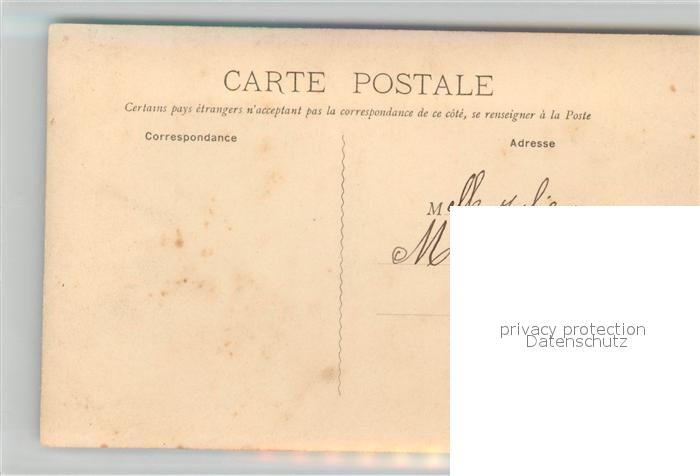 CARTE POSTALE
Certains pays étrangers n'acceptant pas la correspondance de ce côté, se renseigner à la Poste
Correspondance
Adresse
M
privacy protection
Datenschutz